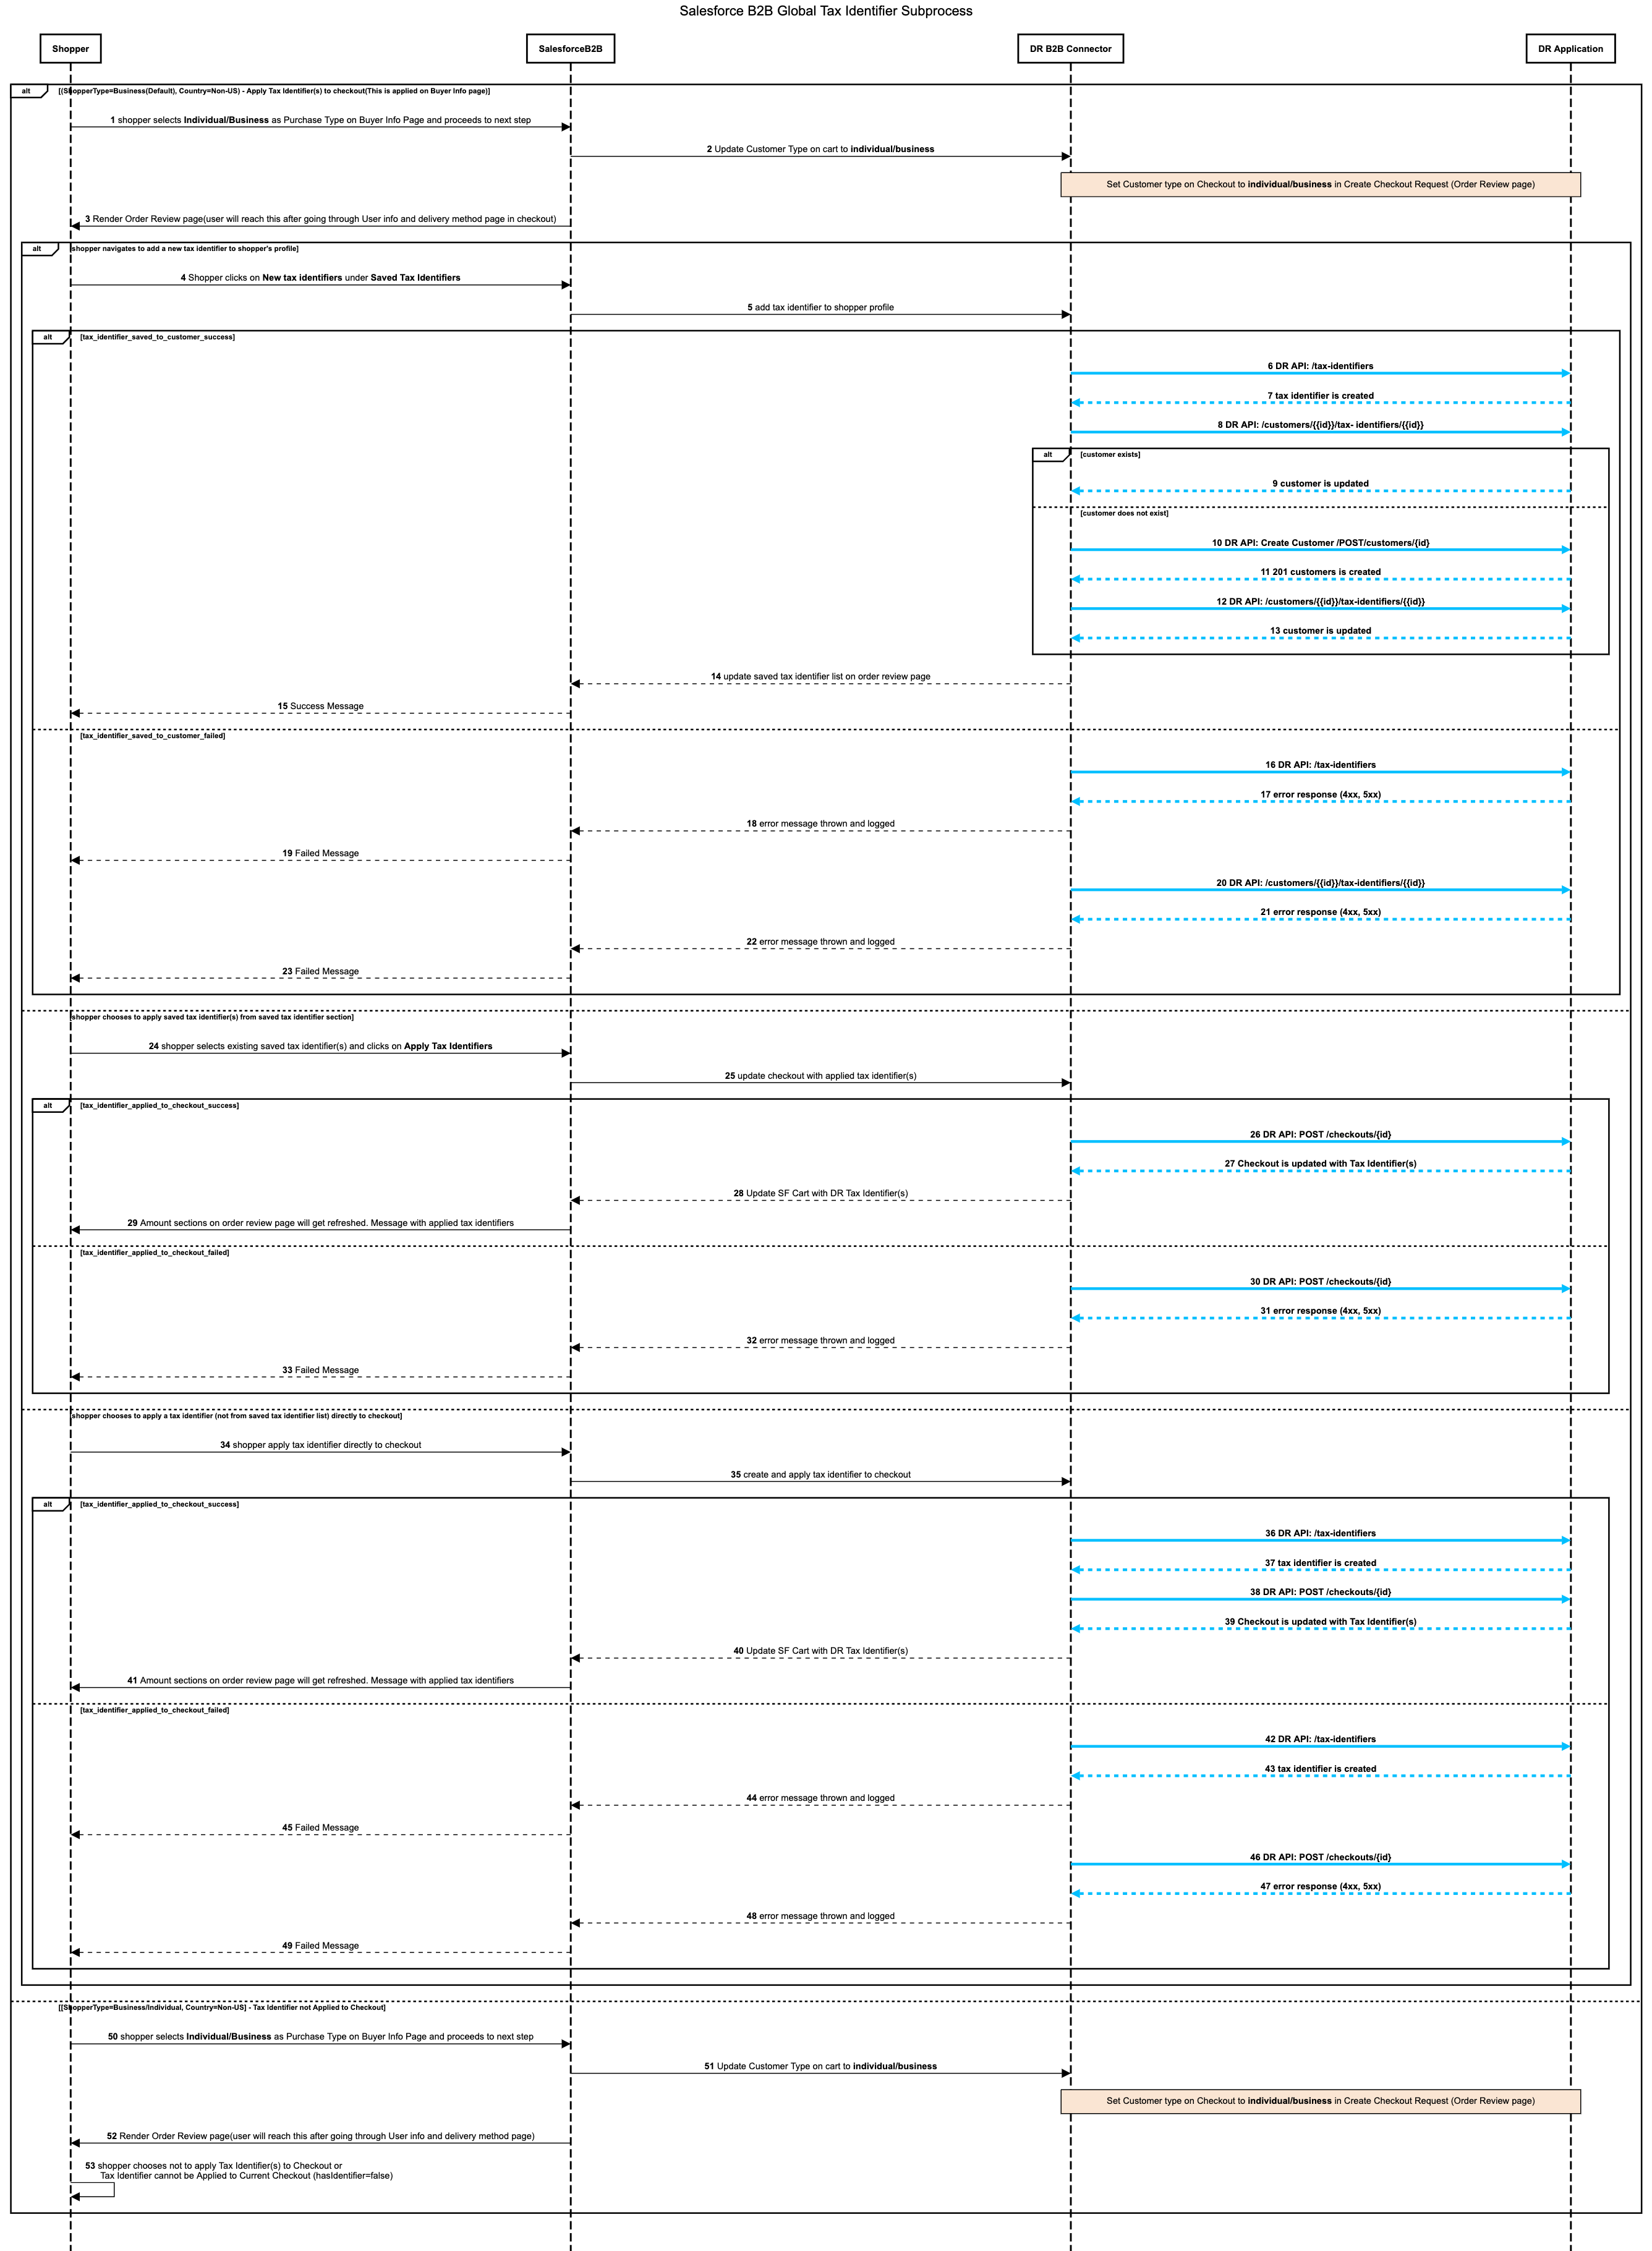 Salesforce B2B Global Tax Identifier Subprocess
Shopper
SalesforceB2B
DR B2B Connector
DR Application
alt
[(ShopperType=Business(Default), Country=Non-US) - Apply Tax Identifier(s) to checkout(This is applied on Buyer Info page)]
1 shopper selects Individual/Business as Purchase Type on Buyer Info Page and proceeds to next step
2 Update Customer Type on cart to individual/business
Set Customer type on Checkout to individual/business in Create Checkout Request (Order Review page)
3 Render Order Review page(user will reach this after going through User info and delivery method page in checkout)
alt
[shopper navigates to add a new tax identifier to shopper's profile]
4 Shopper clicks on New tax identifiers under Saved Tax Identifiers
5 add tax identifier to shopper profile
alt
[tax_identifier_saved_to_customer_success]
6 DR API: /tax-identifiers
7 tax identifier is created
8 DR API: /customers/{{id}}/tax- identifiers/{{id}}
alt
[customer exists]
9 customer is updated
[customer does not exist]
10 DR API: Create Customer /POST/customers/{id}
11 201 customers is created
12 DR API: /customers/{{id}}/tax-identifiers/{{id}}
13 customer is updated
14 update saved tax identifier list on order review page
15 Success Message
[tax_identifier_saved_to_customer_failed]
16 DR API: /tax-identifiers
17 error response (4xx, 5xx)
18 error message thrown and logged
19 Failed Message
20 DR API: /customers/{{id}}/tax-identifiers/{{id}}
21 error response (4xx, 5xx)
22 error message thrown and logged
23 Failed Message
[shopper chooses to apply saved tax identifier(s) from saved tax identifier section]
24 shopper selects existing saved tax identifier(s) and clicks on Apply Tax Identifiers
25 update checkout with applied tax identifier(s)
alt
[tax_identifier_applied_to_checkout_success]
26 DR API: POST /checkouts/{id}
27 Checkout is updated with Tax Identifier(s)
28 Update SF Cart with DR Tax Identifier(s)
29 Amount sections on order review page will get refreshed. Message with applied tax identifiers
[tax_identifier_applied_to_checkout_failed]
30 DR API: POST /checkouts/{id}
31 error response (4xx, 5xx)
32 error message thrown and logged
33 Failed Message
[shopper chooses to apply a tax identifier (not from saved tax identifier list) directly to checkout]
34 shopper apply tax identifier directly to checkout
35 create and apply tax identifier to checkout
alt
[tax_identifier_applied_to_checkout_success]
36 DR API: /tax-identifiers
37 tax identifier is created
38 DR API: POST /checkouts/{id}
39 Checkout is updated with Tax Identifier(s)
40 Update SF Cart with DR Tax Identifier(s)
41 Amount sections on order review page will get refreshed. Message with applied tax identifiers
[tax_identifier_applied_to_checkout_failed]
42 DR API: /tax-identifiers
43 tax identifier is created
44 error message thrown and logged
45 Failed Message
46 DR API: POST /checkouts/{id}
47 error response (4xx, 5xx)
48 error message thrown and logged
49 Failed Message
[[ShopperType=Business/Individual, Country=Non-US] - Tax Identifier not Applied to Checkout]
50 shopper selects Individual/Business as Purchase Type on Buyer Info Page and proceeds to next step
51 Update Customer Type on cart to individual/business
Set Customer type on Checkout to individual/business in Create Checkout Request (Order Review page)
52 Render Order Review page(user will reach this after going through User info and delivery method page)
53 shopper chooses not to apply Tax Identifier(s) to Checkout or
Tax Identifier cannot be Applied to Current Checkout (hasIdentifier=false)